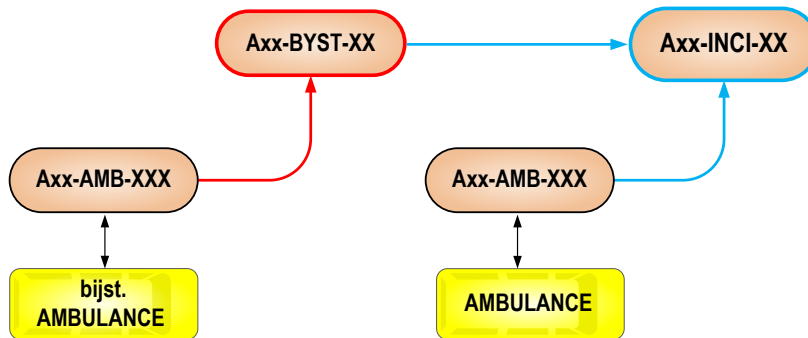 Axx-BYST-XX
Axx-INCI-XX
Axx-AMB-XXX
Axx-AMB-XXX
bijst.
AMBULANCE
AMBULANCE